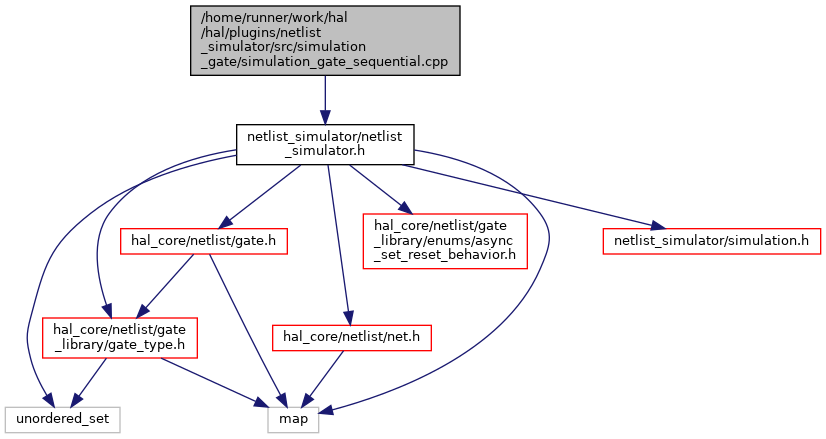 /home/runner/work/hal
/hal/plugins/netlist
_simulator/src/simulation
_gate/simulation_gate_sequential.cpp
netlist_simulator/netlist
_simulator.h
hal_core/netlist/gate
_library/enums/async
_set_reset_behavior.h
hal_core/netlist/gate.h
netlist_simulator/simulation.h
hal_core/netlist/gate
_library/gate_type.h
hal_core/netlist/net.h
unordered_set
map